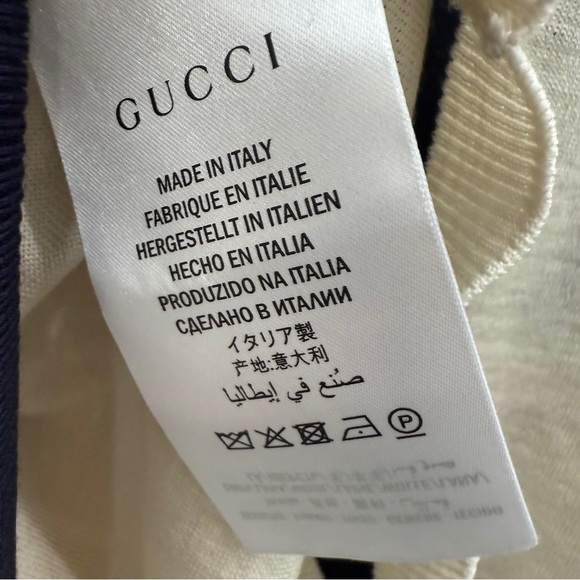 GUCCI
MADE IN ITALY
FABRIQUE EN ITALIE
HERGESTELLT IN ITALIEN
HECHO EN ITALIA
PRODUZIDO NA ITALIA
СДЕЛАНО В ИТАЛИИ
イタリア製
产地:意大利
صُنع في إيطاليا
P